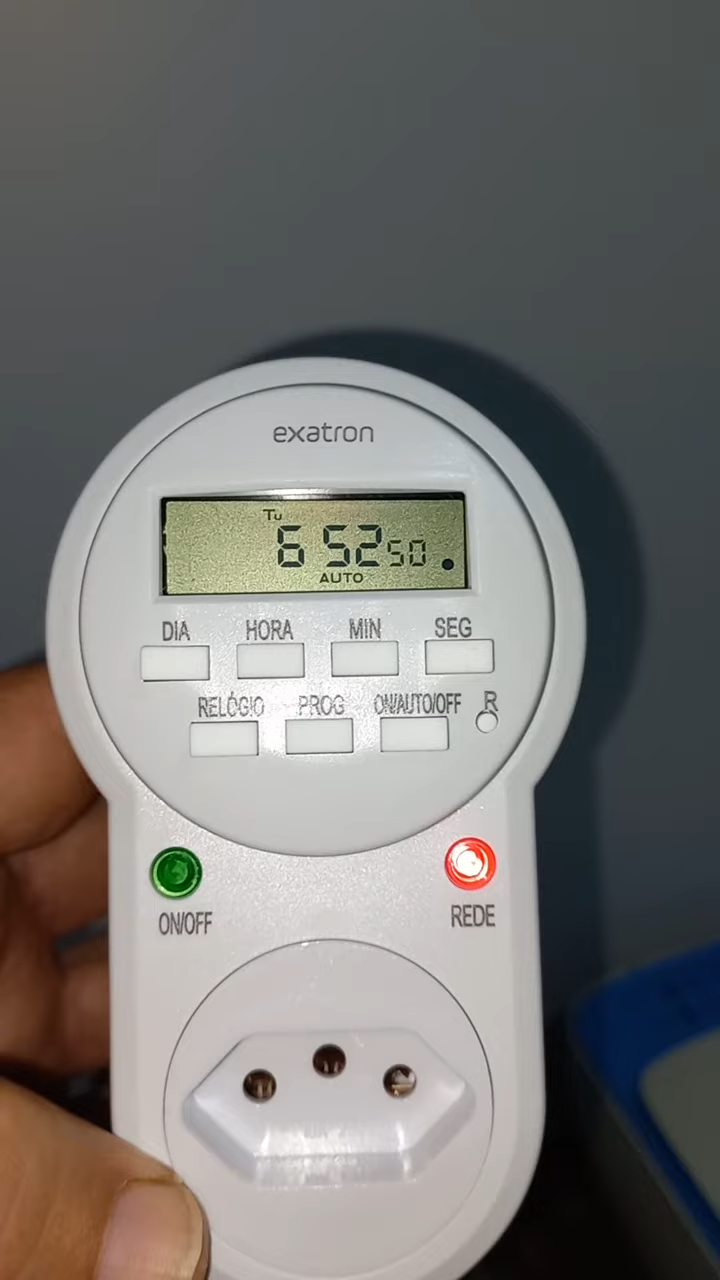 exatron
Tu
6 52 50
AUTO
DIA HORA MIN SEG
RELÓGIO PROG ON/AUTO/OFF R
ON/OFF REDE